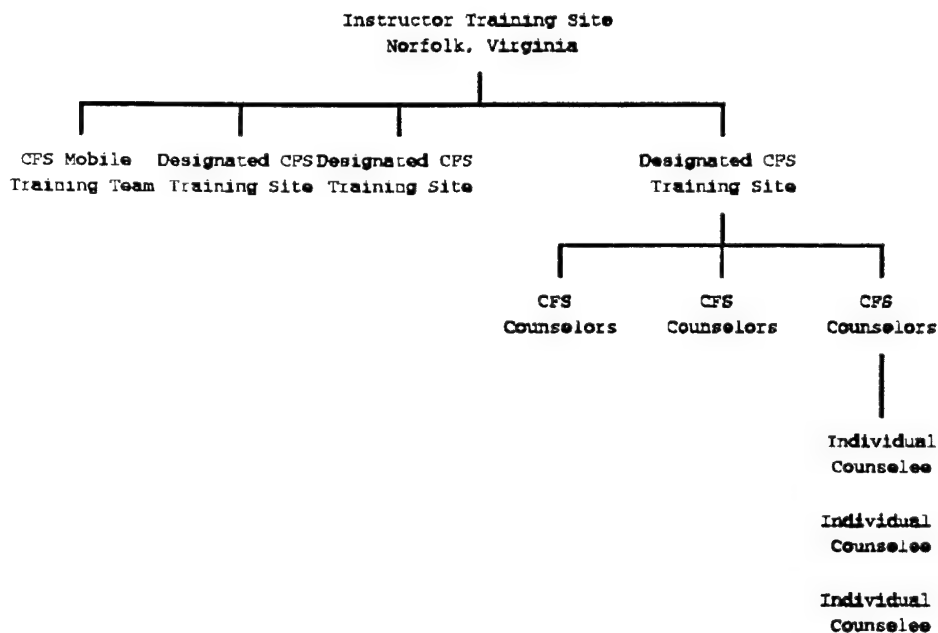 Instructor Training Site
Norfolk, Virginia
CFS Mobile
Training Team
Designated CFS
Training Site
Designated CFS
Training Site
Designated CFS
Training Site
CFS
Counselors
CFS
Counselors
CFS
Counselors
Individual
Counselee
Individual
Counselee
Individual
Counselee